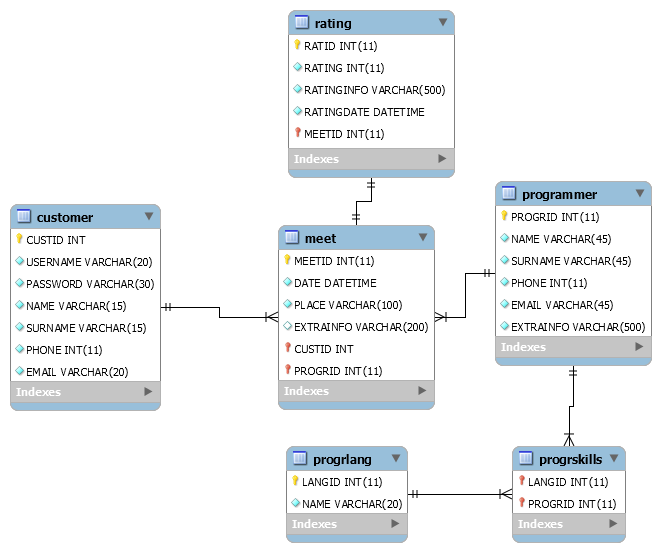 rating
RATID INT(11)
RATING INT(11)
RATINGINFO VARCHAR(500)
RATINGDATE DATETIME
MEETID INT(11)
Indexes
customer
CUSTID INT
USERNAME VARCHAR(20)
PASSWORD VARCHAR(30)
NAME VARCHAR(15)
SURNAME VARCHAR(15)
PHONE INT(11)
EMAIL VARCHAR(20)
Indexes
meet
MEETID INT(11)
DATE DATETIME
PLACE VARCHAR(100)
EXTRAINFO VARCHAR(200)
CUSTID INT
PROGRID INT(11)
Indexes
programmer
PROGRID INT(11)
NAME VARCHAR(45)
SURNAME VARCHAR(45)
PHONE INT(11)
EMAIL VARCHAR(45)
EXTRAINFO VARCHAR(500)
Indexes
progrlang
LANGID INT(11)
NAME VARCHAR(20)
Indexes
progrskills
LANGID INT(11)
PROGRID INT(11)
Indexes